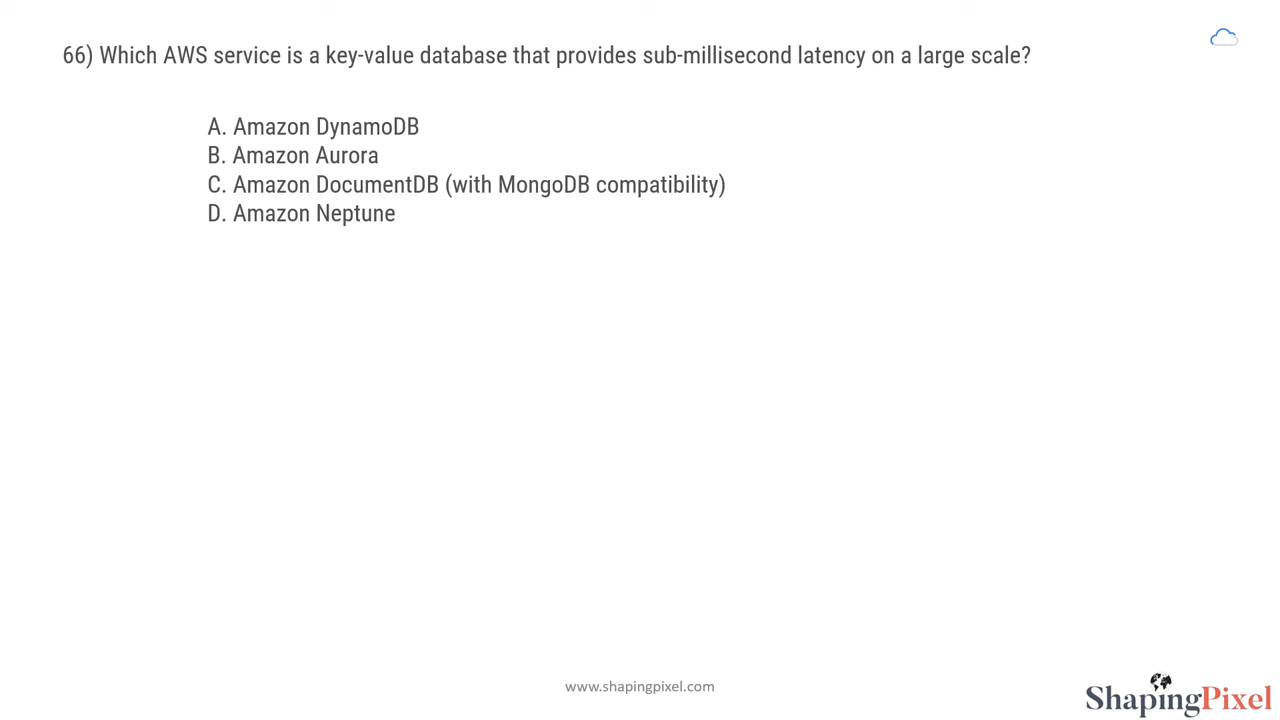 66) Which AWS service is a key-value database that provides sub-millisecond latency on a large scale?
A. Amazon DynamoDB
B. Amazon Aurora
C. Amazon DocumentDB (with MongoDB compatibility)
D. Amazon Neptune
www.shapingpixel.com
ShapingPixel